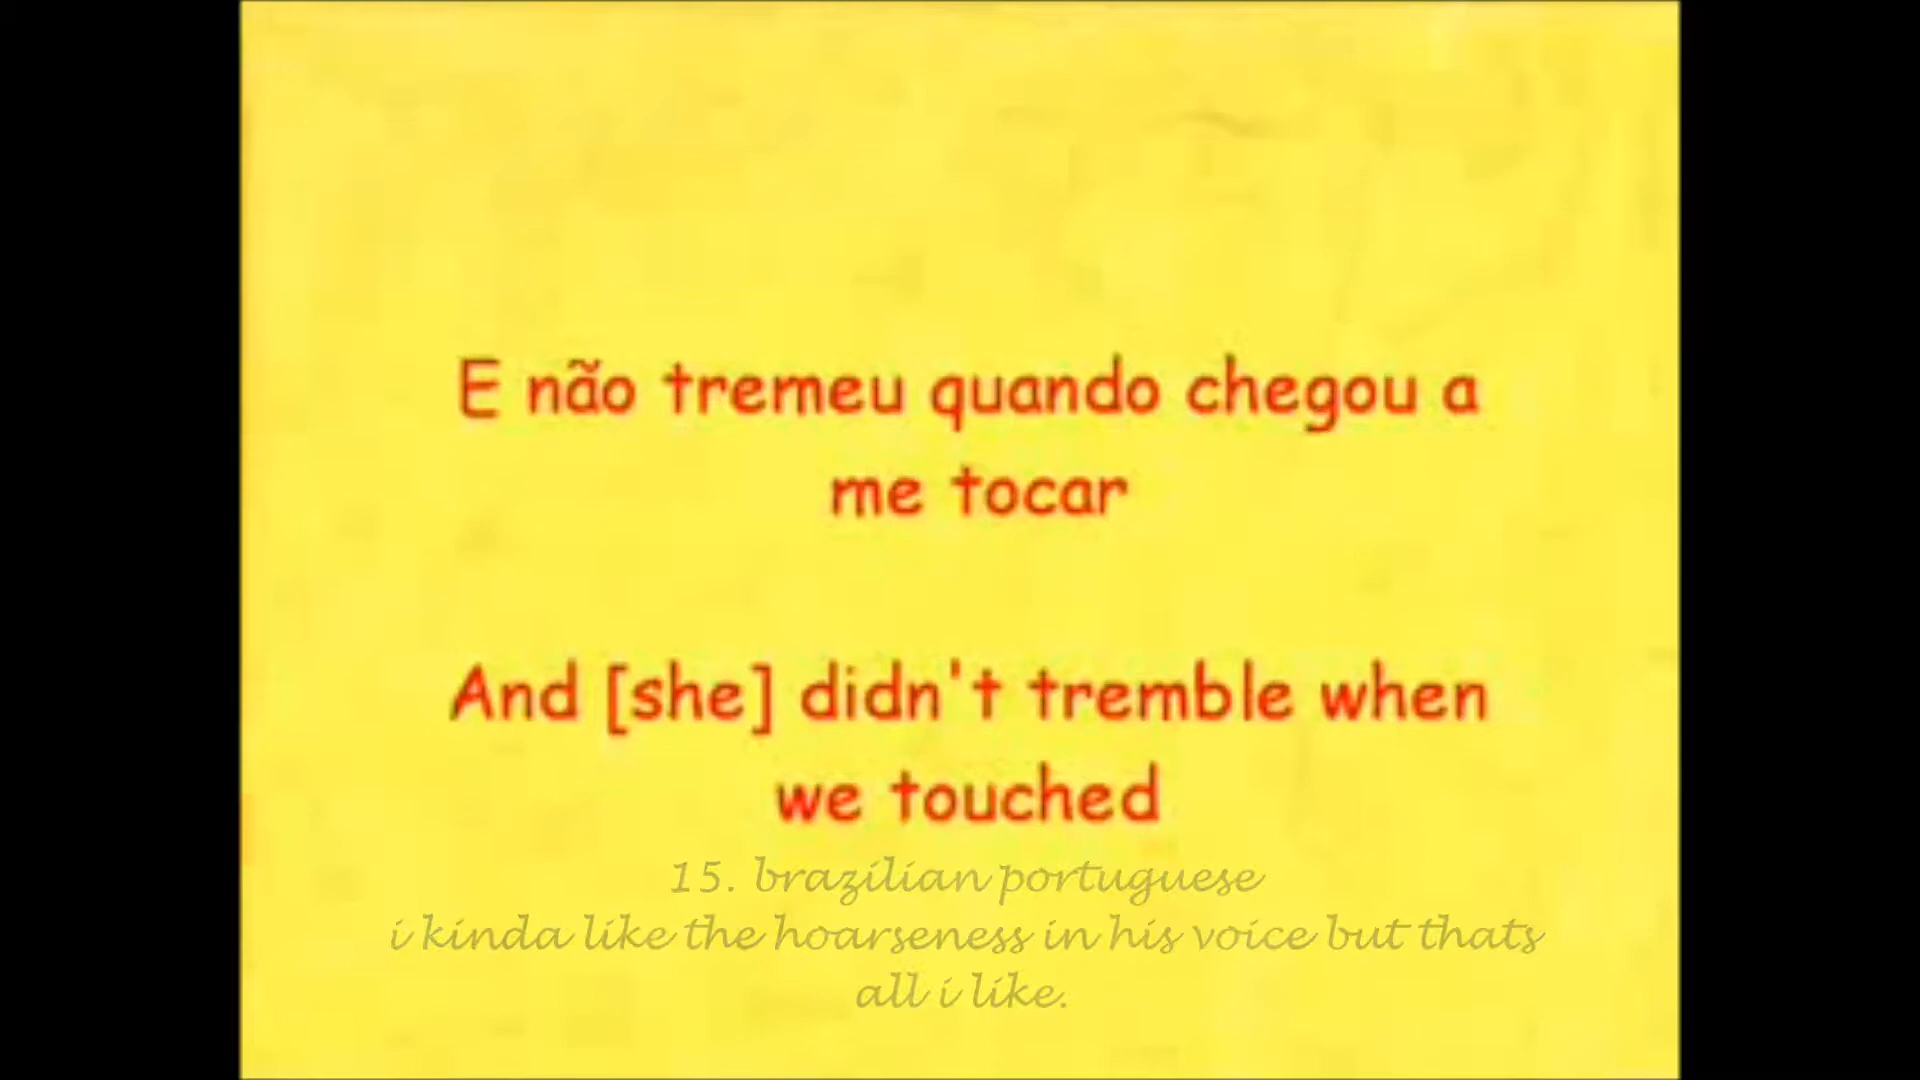 E não tremeu quando chegou a
me tocar
And [she] didn't tremble when
we touched
15. brazilian portuguese
i kinda like the hoarseness in his voice but thats
all i like.